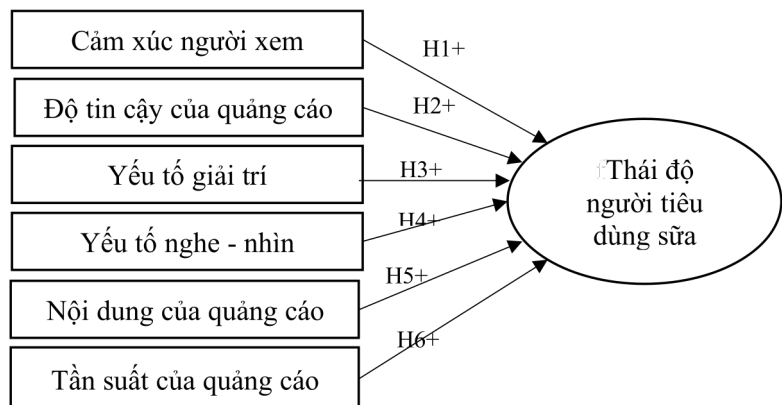 Cảm xúc người xem
H1+
Độ tin cậy của quảng cáo
H2+
Yếu tố giải trí
H3+
Yếu tố nghe - nhìn
H4+
Nội dung của quảng cáo
H5+
Tần suất của quảng cáo
H6+
Thái độ
người tiêu
dùng sữa